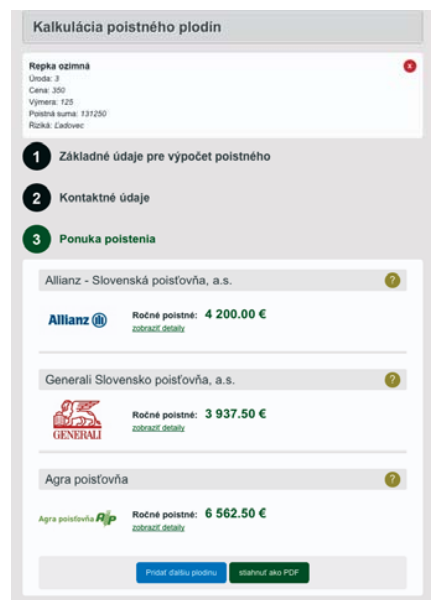 Kalkulácia poistného plodín
Repka ozimná
Úroda: 3
Cena: 350
Výmera: 125
Poistná suma: 131250
Riziká: Ľadovec
x
1 Základné údaje pre výpočet poistného
2 Kontaktné údaje
3 Ponuka poistenia
Allianz - Slovenská poisťovňa, a.s. ?
Allianz
Ročné poistné: 4 200.00 €
zobraziť detaily
Generali Slovensko poisťovňa, a.s. ?
GENERALI
Ročné poistné: 3 937.50 €
zobraziť detaily
Agra poisťovňa ?
Agra poisťovňa
Ročné poistné: 6 562.50 €
zobraziť detaily
Pridať ďalšiu plodinu
stiahnuť ako PDF